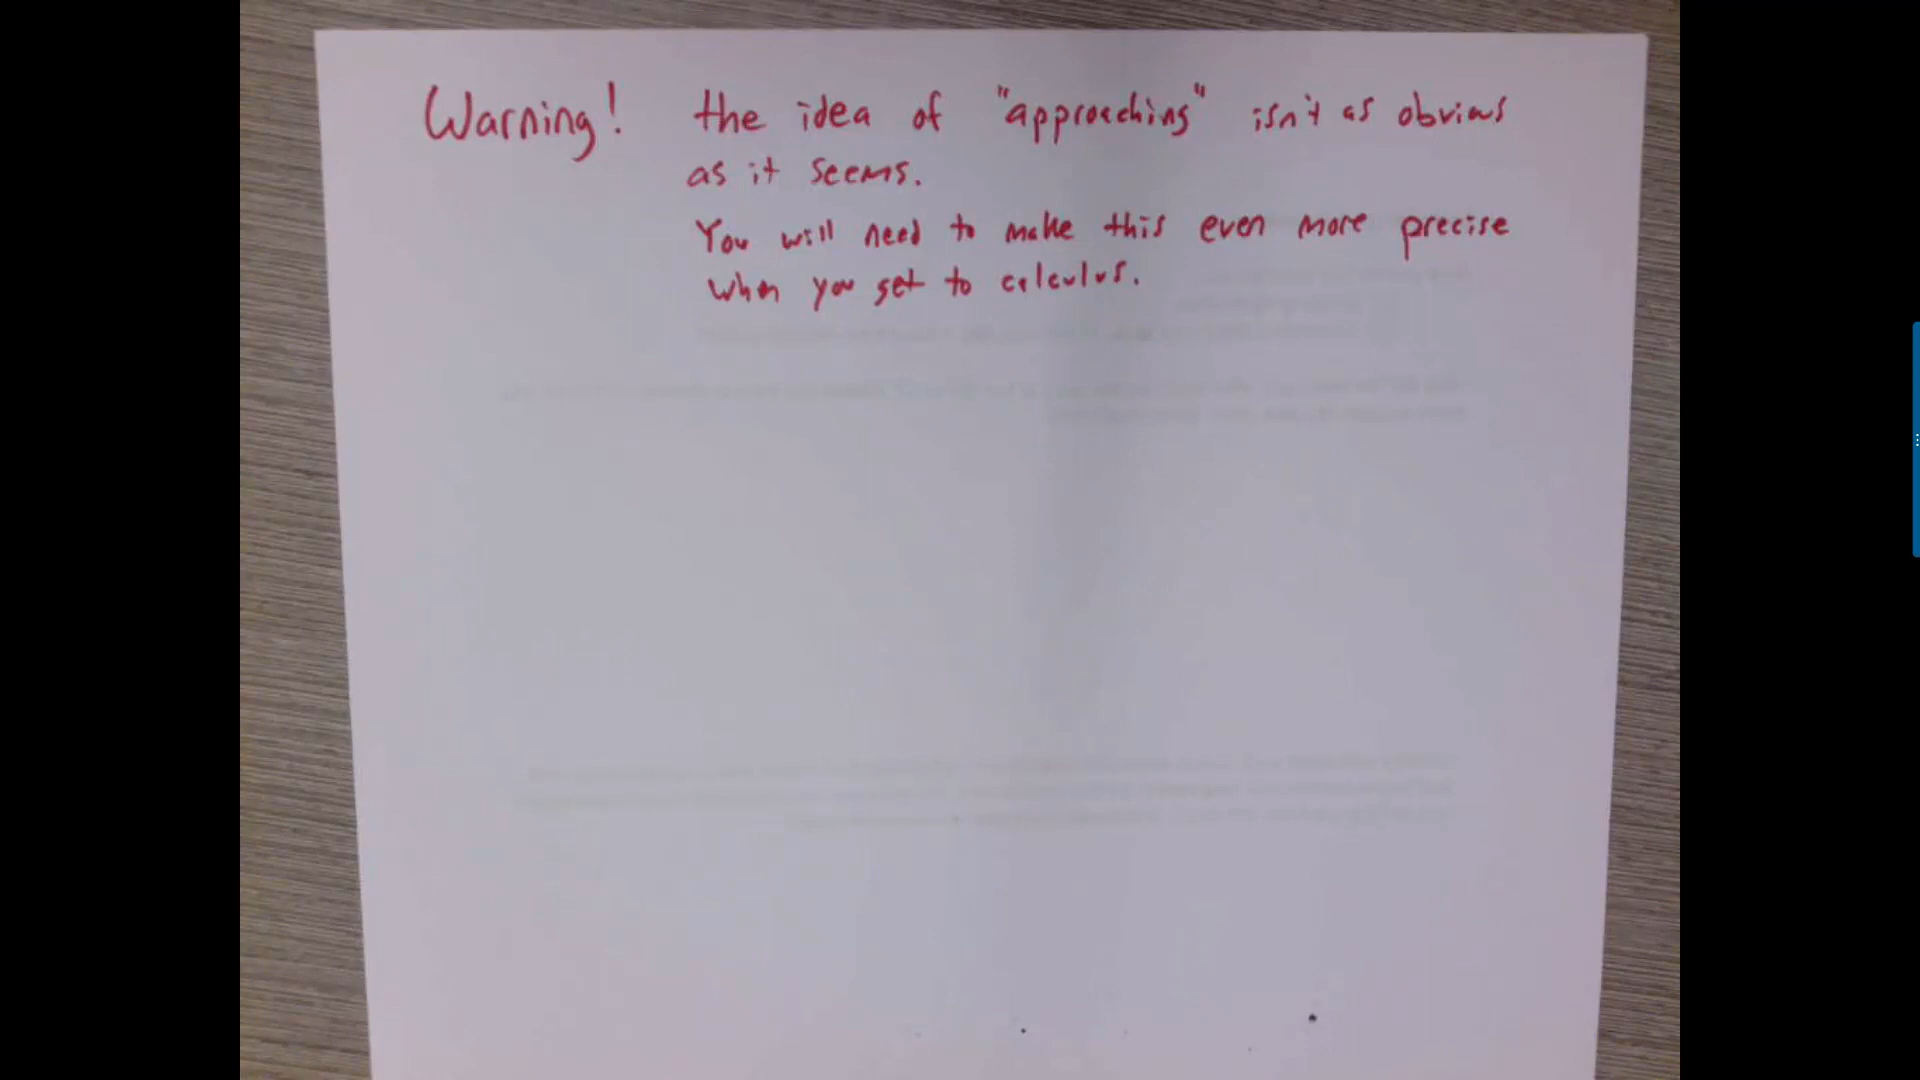 Warning! the idea of "approaching" isn't as obvious
as it seems.
You will need to make this even more precise
when you get to calculus.